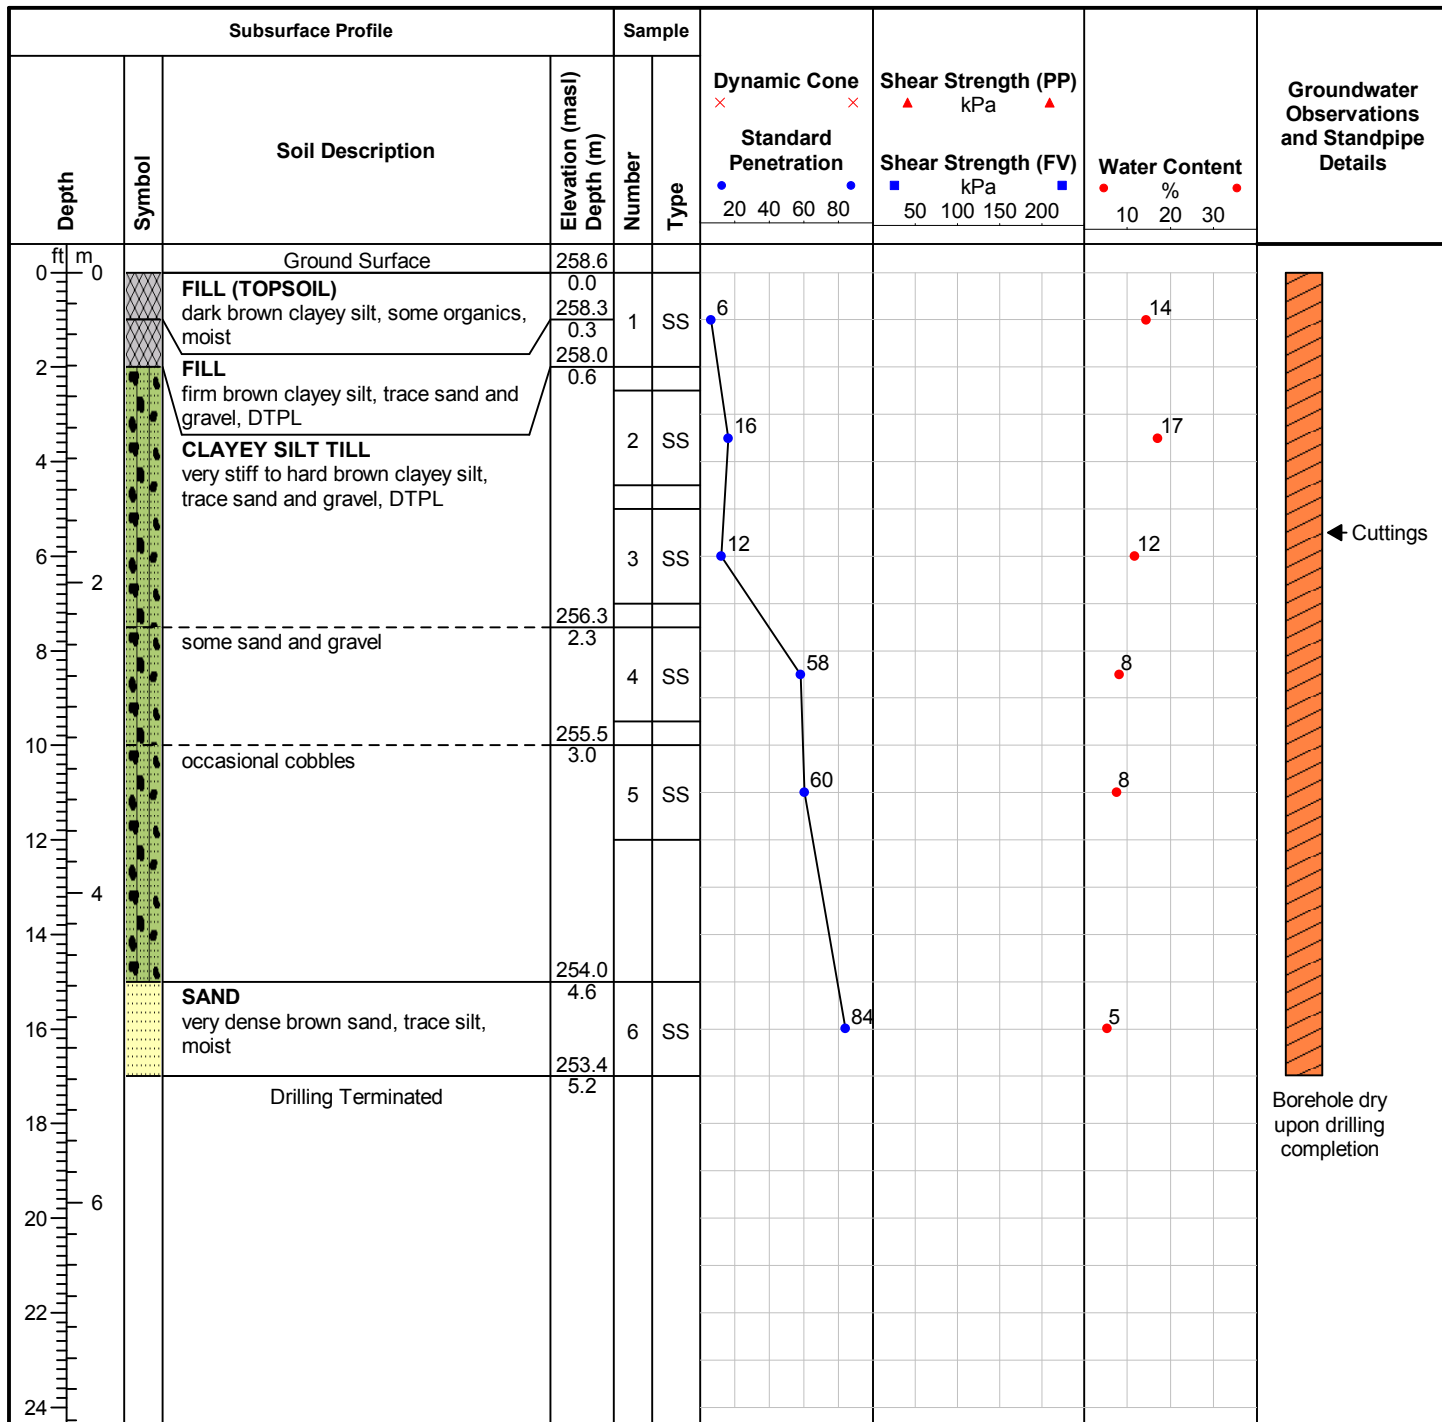 Subsurface Profile
Sample
Depth
Symbol
Soil Description
Elevation (masl)
Depth (m)
Number
Type
Dynamic Cone
Standard
Penetration
20 40 60 80
Shear Strength (PP)
kPa
Shear Strength (FV)
kPa
50 100 150 200
Water Content
%
10 20 30
Groundwater
Observations
and Standpipe
Details
ft m
Ground Surface
258.6
0 0
0.0
FILL (TOPSOIL)
dark brown clayey silt, some organics,
moist
258.3
0.3
1 SS
6
14
258.0
2
0.6
FILL
firm brown clayey silt, trace sand and
gravel, DTPL
2 SS
16
17
CLAYEY SILT TILL
very stiff to hard brown clayey silt,
trace sand and gravel, DTPL
4
Cuttings
6
3 SS
12
12
2
256.3
2.3
some sand and gravel
8
4 SS
58
8
255.5
10
3.0
occasional cobbles
5 SS
60
8
12
4
14
254.0
4.6
SAND
very dense brown sand, trace silt,
moist
16
6 SS
84
5
253.4
5.2
Drilling Terminated
Borehole dry
upon drilling
completion
18
6
20
22
24